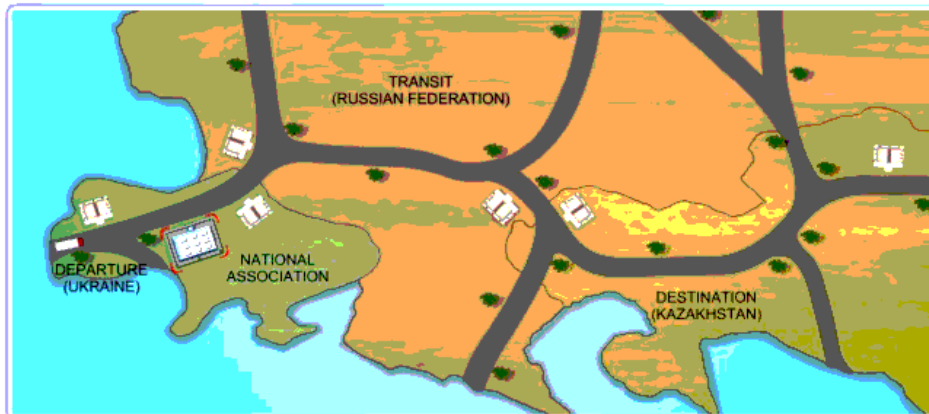 TRANSIT
(RUSSIAN FEDERATION)
NATIONAL
ASSOCIATION
DEPARTURE
(UKRAINE)
DESTINATION
(KAZAKHSTAN)